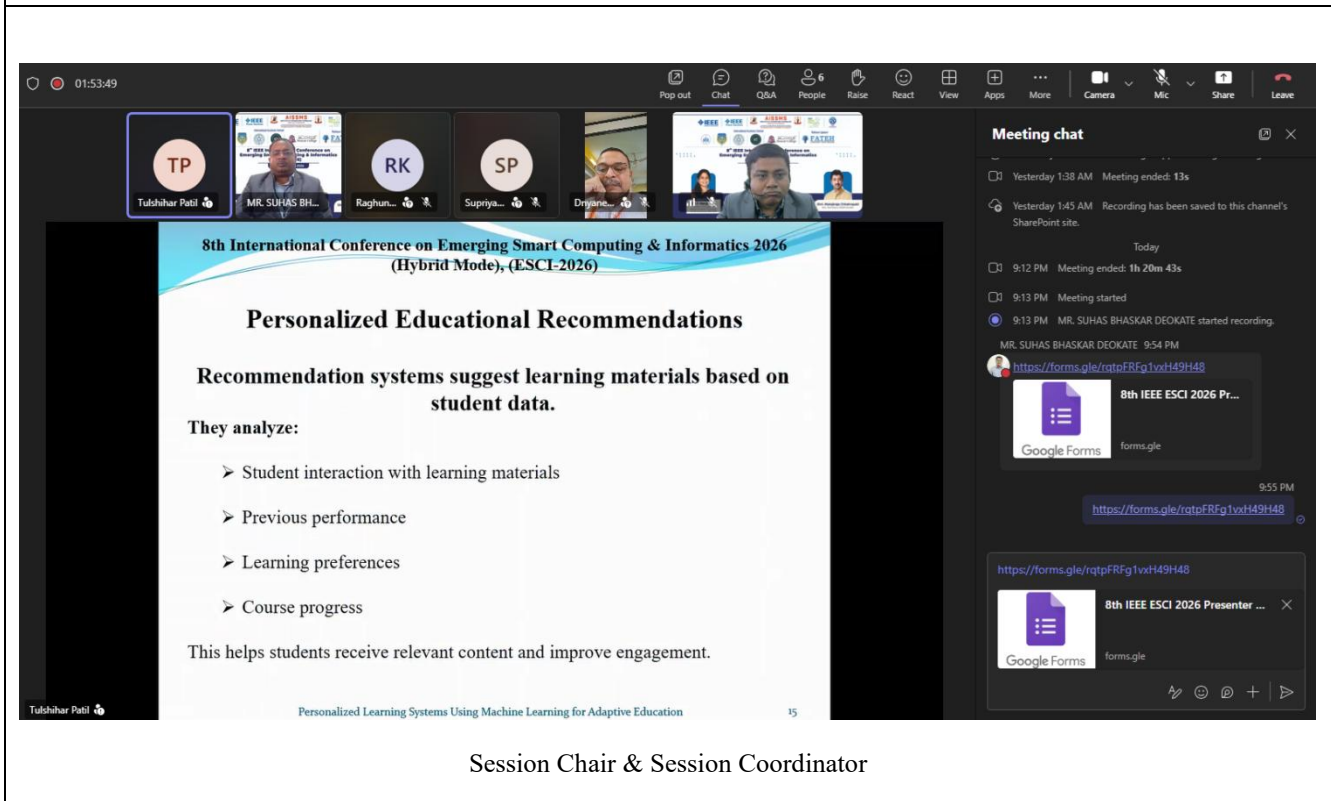 01:53:49
Pop out
Chat
Q&A
6
People
Raise
React
View
Apps
More
Camera
Mic
Share
Leave
TP
Tulshihar Patil
MR. SUHAS BH...
RK
Raghun...
SP
Supriya...
Dnyane...
8th International Conference on Emerging Smart Computing & Informatics 2026
(Hybrid Mode), (ESCI-2026)
Personalized Educational Recommendations
Recommendation systems suggest learning materials based on
student data.
They analyze:
➢ Student interaction with learning materials
➢ Previous performance
➢ Learning preferences
➢ Course progress
This helps students receive relevant content and improve engagement.
Personalized Learning Systems Using Machine Learning for Adaptive Education 15
Tulshihar Patil
Meeting chat
Yesterday 1:38 AM Meeting ended: 13s
Yesterday 1:45 AM Recording has been saved to this channel's
SharePoint site.
Today
9:12 PM Meeting ended: 1h 20m 43s
9:13 PM Meeting started
9:13 PM MR. SUHAS BHASKAR DEOKATE started recording.
MR. SUHAS BHASKAR DEOKATE 9:54 PM
https://forms.gle/rqtpFRFg1vxH49H48
8th IEEE ESCI 2026 Pr...
Google Forms
forms.gle
9:55 PM
https://forms.gle/rqtpFRFg1vxH49H48
https://forms.gle/rqtpFRFg1vxH49H48
8th IEEE ESCI 2026 Presenter ...
Google Forms
forms.gle
Session Chair & Session Coordinator